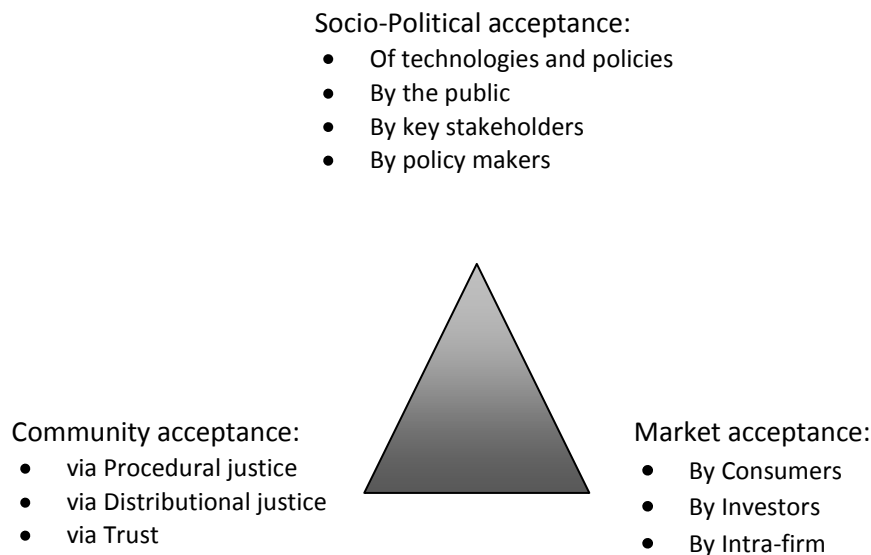 Socio-Political acceptance:
• Of technologies and policies
• By the public
• By key stakeholders
• By policy makers
Community acceptance:
• via Procedural justice
• via Distributional justice
• via Trust
Market acceptance:
• By Consumers
• By Investors
• By Intra-firm